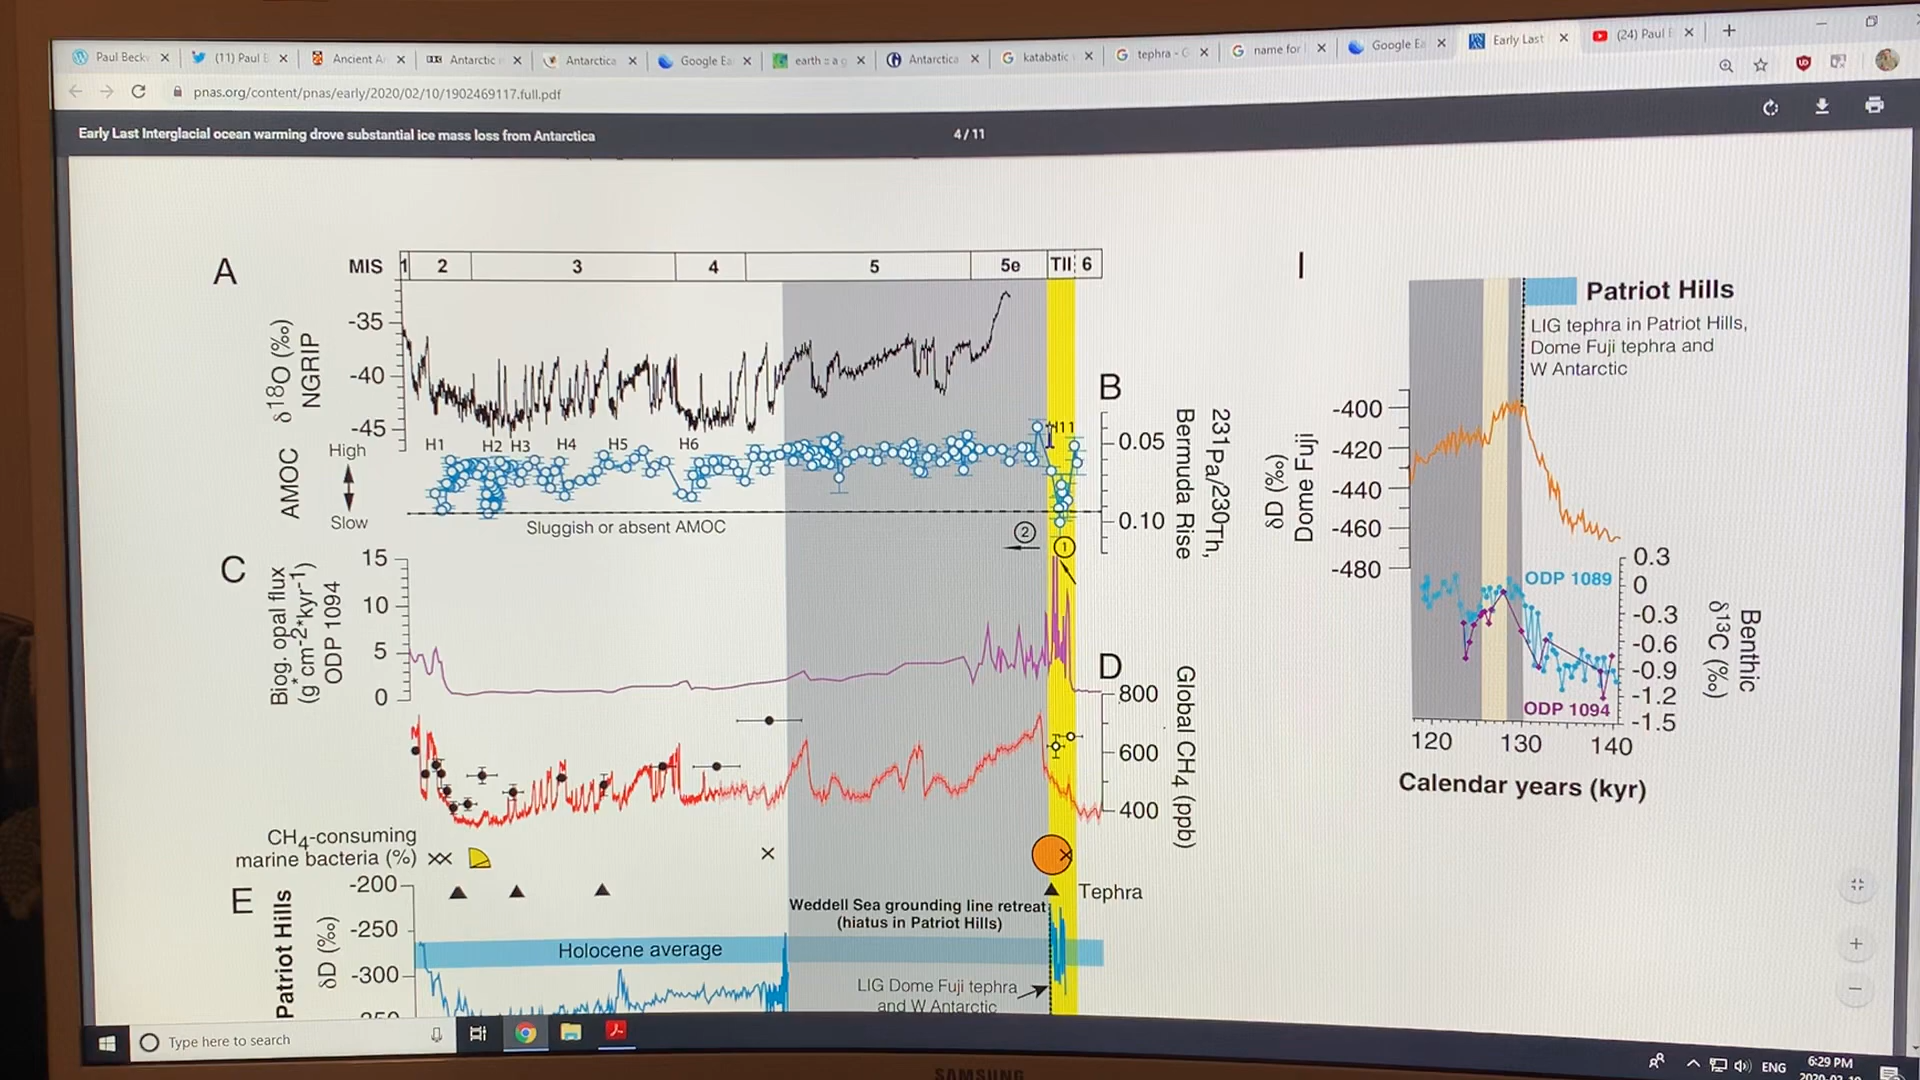 Paul Beck
(11) Paul B
Ancient A
Antarctic
Antarctica
Google Ea
earth :: a g
Antarctica
katabatic
tephra - G
name for
Google Ea
Early Last
(24) Paul B
pnas.org/content/pnas/early/2020/02/10/1902469117.full.pdf
Early Last Interglacial ocean warming drove substantial ice mass loss from Antarctica
4 / 11
A
MIS 1 2 3 4 5 5e TII 6
δ18O (‰)
NGRIP
-35
-40
-45
H1 H2 H3 H4 H5 H6 H11
AMOC
High
Slow
Sluggish or absent AMOC
B
0.05
0.10
231Pa/230Th,
Bermuda Rise
2
1
C
Biog. opal flux
(g*cm-2*kyr-1)
ODP 1094
15
10
5
0
D
800
600
400
Global CH4 (ppb)
CH4-consuming
marine bacteria (%)
E
Patriot Hills
δD (‰)
-200
-250
-300
Tephra
Weddell Sea grounding line retreat
(hiatus in Patriot Hills)
Holocene average
LIG Dome Fuji tephra
and W Antarctic
I
Patriot Hills
LIG tephra in Patriot Hills,
Dome Fuji tephra and
W Antarctic
Dome Fuji
δD (‰)
-400
-420
-440
-460
-480
ODP 1089
ODP 1094
0.3
0
-0.3
-0.6
-0.9
-1.2
-1.5
Benthic
δ13C (‰)
120 130 140
Calendar years (kyr)
Type here to search
ENG
6:29 PM
SAMSUNG